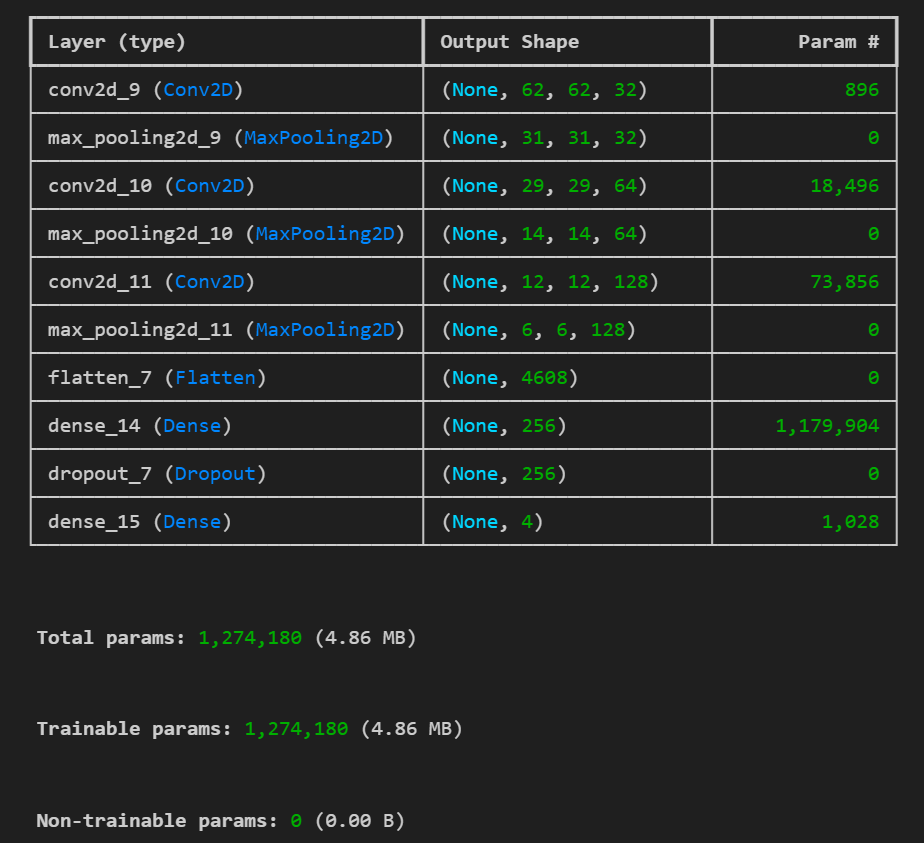 Layer (type) Output Shape Param #
conv2d_9 (Conv2D) (None, 62, 62, 32) 896
max_pooling2d_9 (MaxPooling2D) (None, 31, 31, 32) 0
conv2d_10 (Conv2D) (None, 29, 29, 64) 18,496
max_pooling2d_10 (MaxPooling2D) (None, 14, 14, 64) 0
conv2d_11 (Conv2D) (None, 12, 12, 128) 73,856
max_pooling2d_11 (MaxPooling2D) (None, 6, 6, 128) 0
flatten_7 (Flatten) (None, 4608) 0
dense_14 (Dense) (None, 256) 1,179,904
dropout_7 (Dropout) (None, 256) 0
dense_15 (Dense) (None, 4) 1,028
Total params: 1,274,180 (4.86 MB)
Trainable params: 1,274,180 (4.86 MB)
Non-trainable params: 0 (0.00 B)